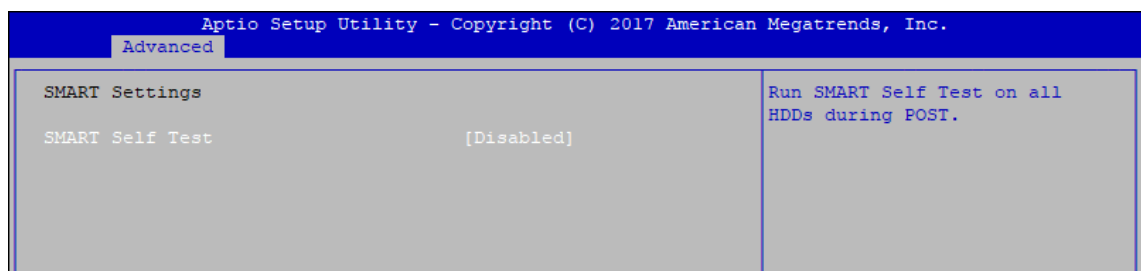 Aptio Setup Utility – Copyright (C) 2017 American Megatrends, Inc.
Advanced
SMART Settings
Run SMART Self Test on all
HDDs during POST.
SMART Self Test [Disabled]